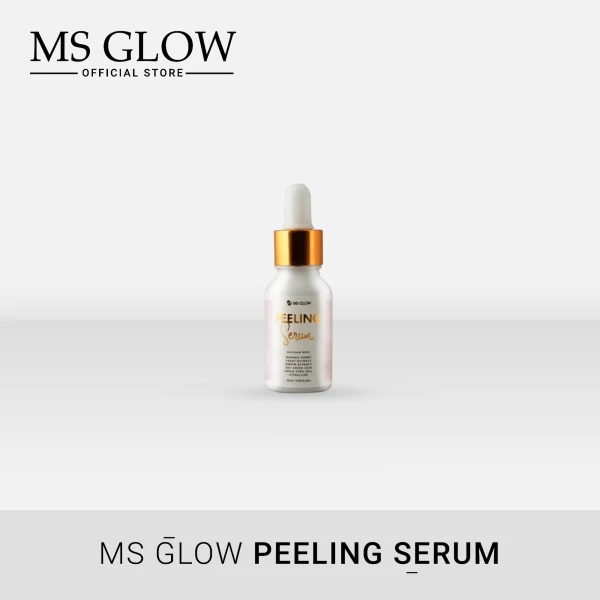 MS GLOW
OFFICIAL STORE
MS GLOW
PEELING
Serum
MS GLOW PEELING SERUM